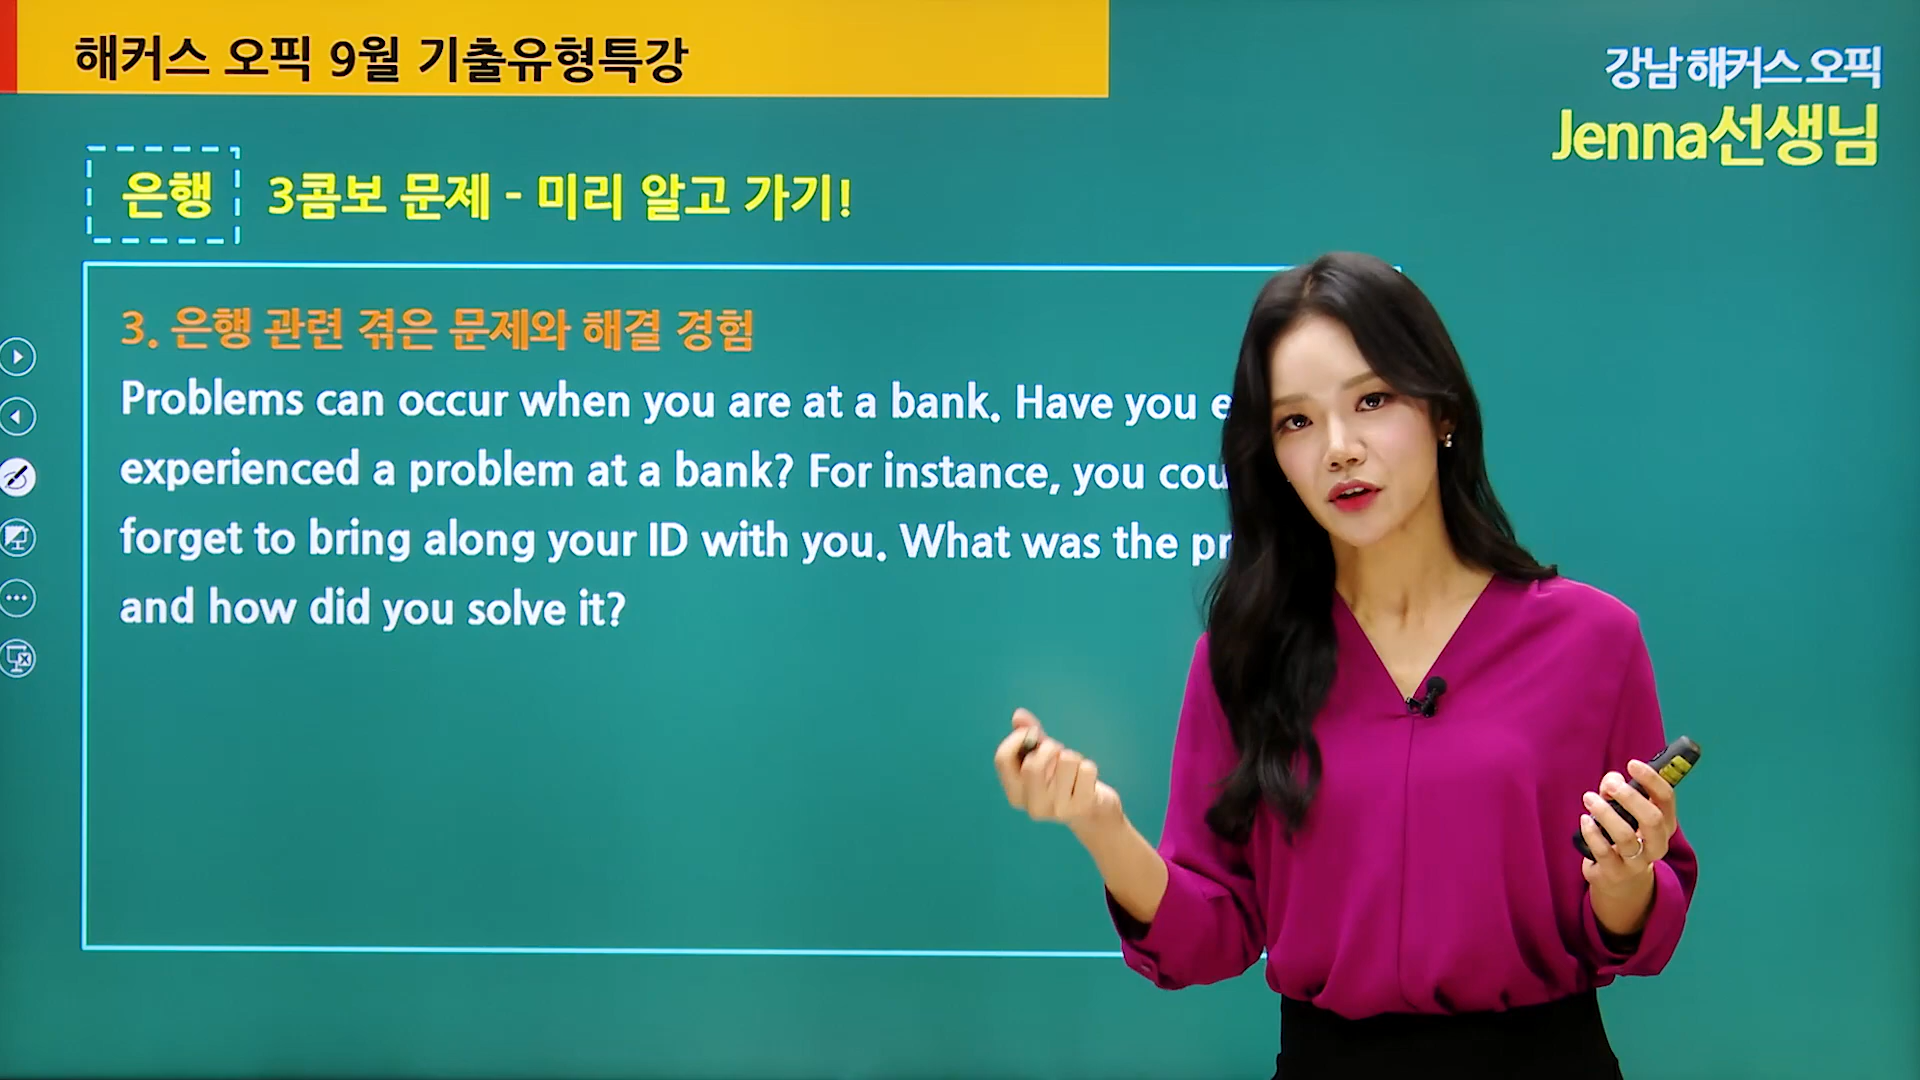 해커스 오픽 9월 기출유형특강
강남해커스 오픽
Jenna선생님
은행 3콤보 문제 - 미리 알고 가기!
3. 은행 관련 겪은 문제와 해결 경험
Problems can occur when you are at a bank. Have you
experienced a problem at a bank? For instance, you
forget to bring along your ID with you. What was the
and how did you solve it?